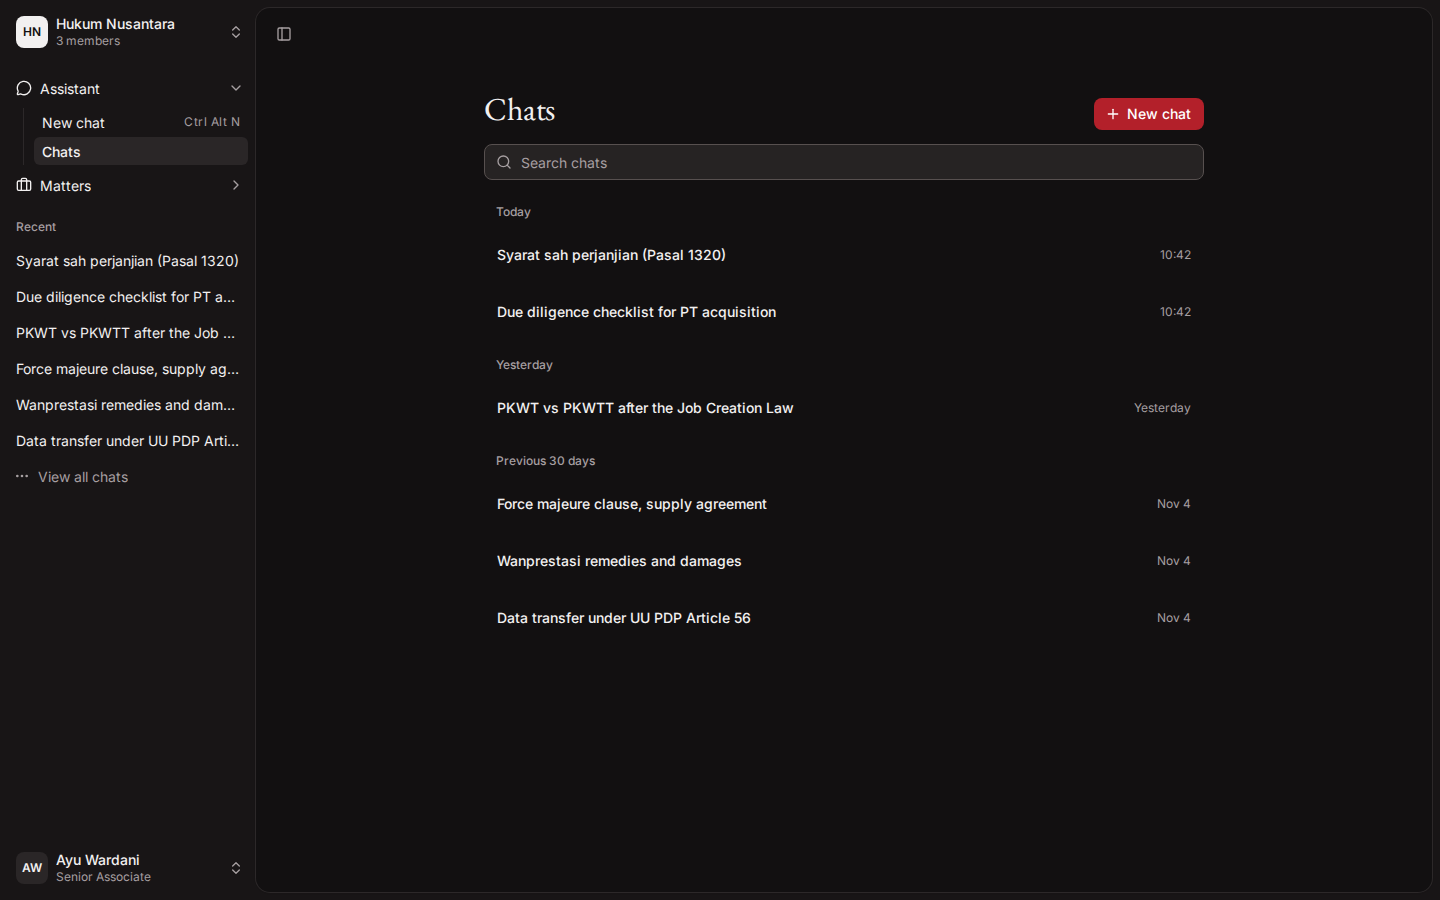 HN
Hukum Nusantara
3 members
Assistant
New chat
Ctrl Alt N
Chats
Matters
Recent
Syarat sah perjanjian (Pasal 1320)
Due diligence checklist for PT a...
PKWT vs PKWTT after the Job ...
Force majeure clause, supply ag...
Wanprestasi remedies and dam...
Data transfer under UU PDP Arti...
View all chats
AW
Ayu Wardani
Senior Associate
Chats
New chat
Search chats
Today
Syarat sah perjanjian (Pasal 1320)
10:42
Due diligence checklist for PT acquisition
10:42
Yesterday
PKWT vs PKWTT after the Job Creation Law
Yesterday
Previous 30 days
Force majeure clause, supply agreement
Nov 4
Wanprestasi remedies and damages
Nov 4
Data transfer under UU PDP Article 56
Nov 4